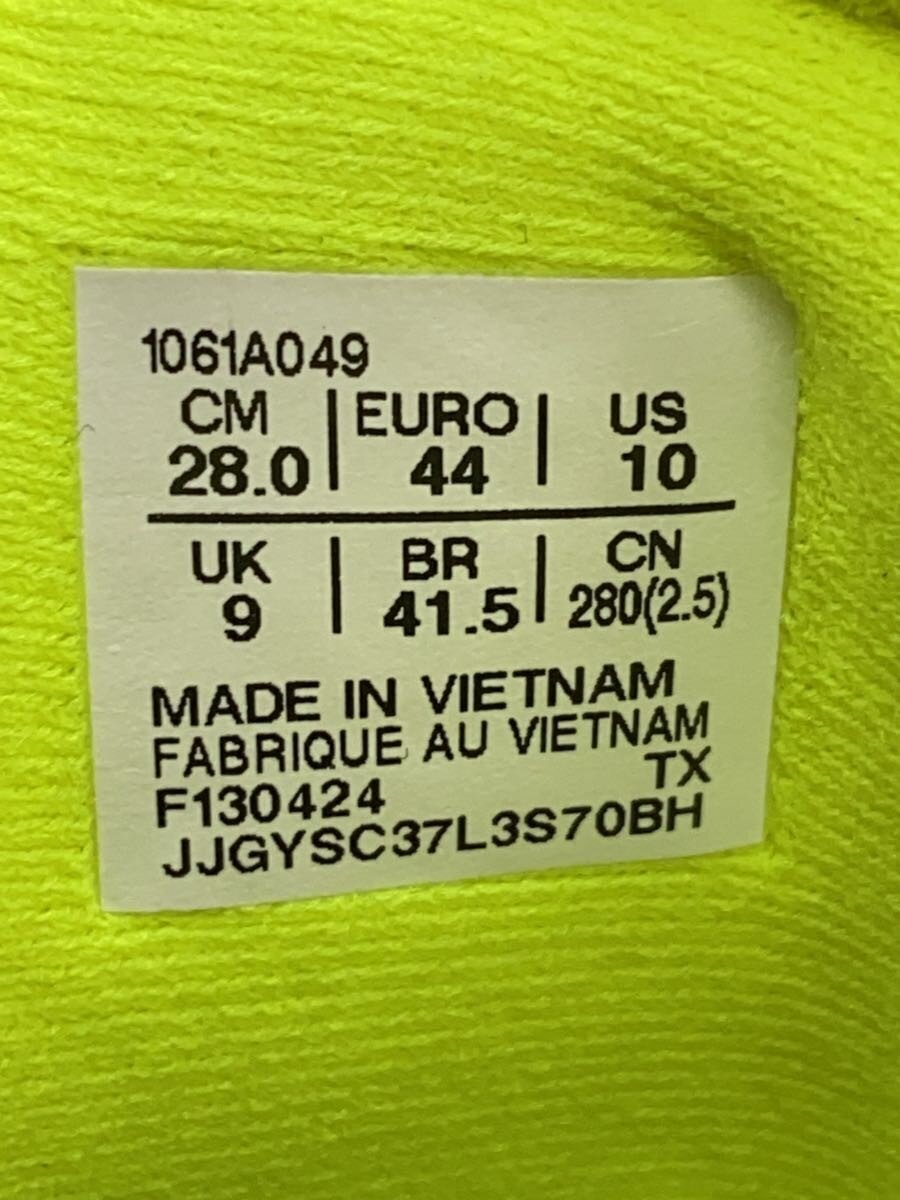 1061A049
CM | EURO | US
28.0 | 44 | 10
UK | BR | CN
9 | 41.5 | 280(2.5)
MADE IN VIETNAM
FABRIQUE AU VIETNAM
TX
F130424
JJGYSC37L3S70BH